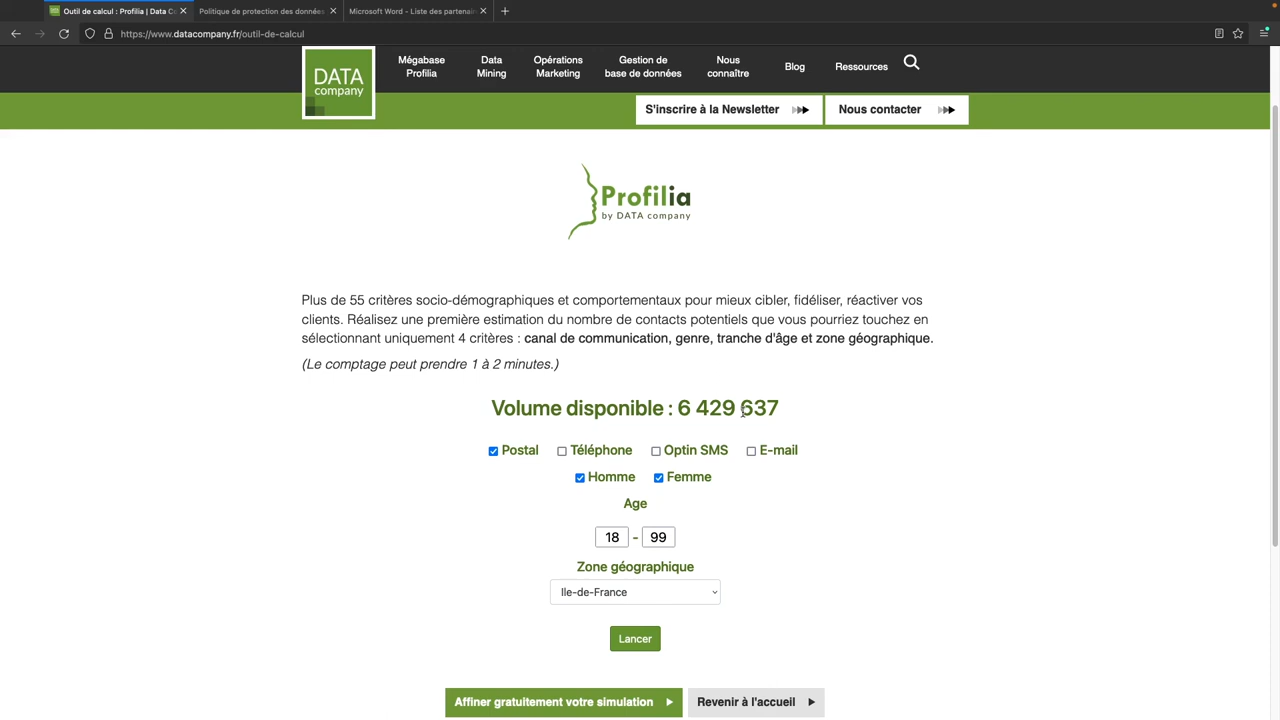 Outil de calcul : Profilia | Data C
Politique de protection des données
Microsoft Word - Liste des partenair
https://www.datacompany.fr/outil-de-calcul
DATA
company
Mégabase
Profilia
Data
Mining
Opérations
Marketing
Gestion de
base de données
Nous
connaître
Blog
Ressources
S'inscrire à la Newsletter
Nous contacter
Profilia
by DATA company
Plus de 55 critères socio-démographiques et comportementaux pour mieux cibler, fidéliser, réactiver vos
clients. Réalisez une première estimation du nombre de contacts potentiels que vous pourriez touchez en
sélectionnant uniquement 4 critères : canal de communication, genre, tranche d'âge et zone géographique.
(Le comptage peut prendre 1 à 2 minutes.)
Volume disponible : 6 429 637
Postal Téléphone Optin SMS E-mail
Homme Femme
Age
18 - 99
Zone géographique
Ile-de-France
Lancer
Affiner gratuitement votre simulation
Revenir à l'accueil